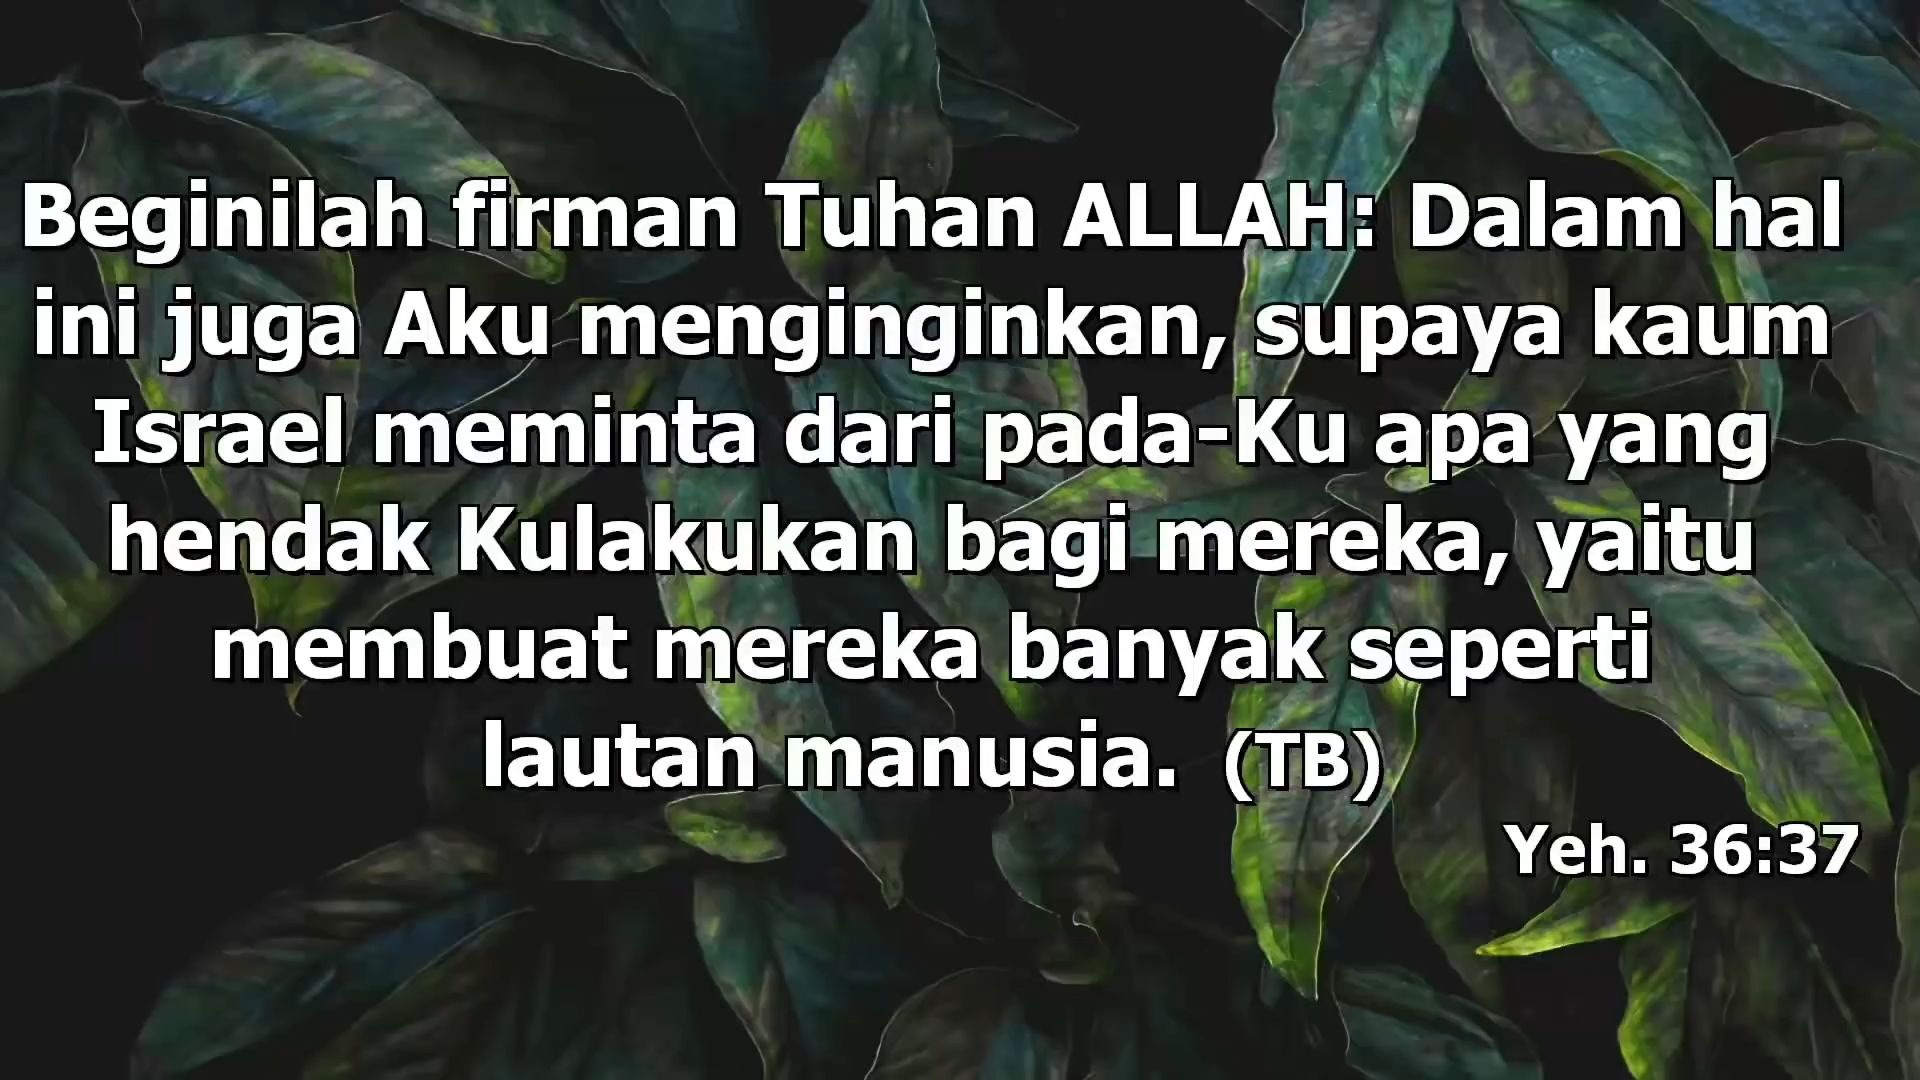 Beginilah firman Tuhan ALLAH: Dalam hal
ini juga Aku menginginkan, supaya kaum
Israel meminta dari pada-Ku apa yang
hendak Kulakukan bagi mereka, yaitu
membuat mereka banyak seperti
lautan manusia. (TB)
Yeh. 36:37